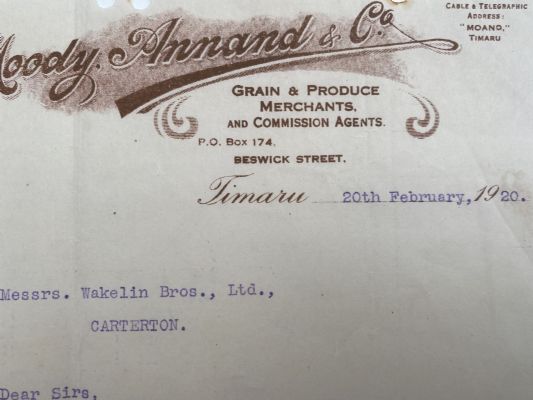 Moody, Annand & Co.
CABLE & TELEGRAPHIC
ADDRESS:
"MOANO,"
TIMARU
GRAIN & PRODUCE
MERCHANTS,
AND COMMISSION AGENTS.
P.O. Box 174.
BESWICK STREET.
Timaru 20th February, 1920.
Messrs. Wakelin Bros., Ltd.,
CARTERTON.
Dear Sirs,